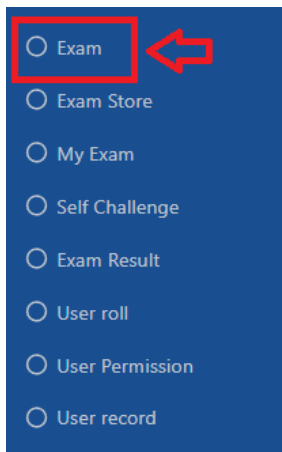 Exam
Exam Store
My Exam
Self Challenge
Exam Result
User roll
User Permission
User record